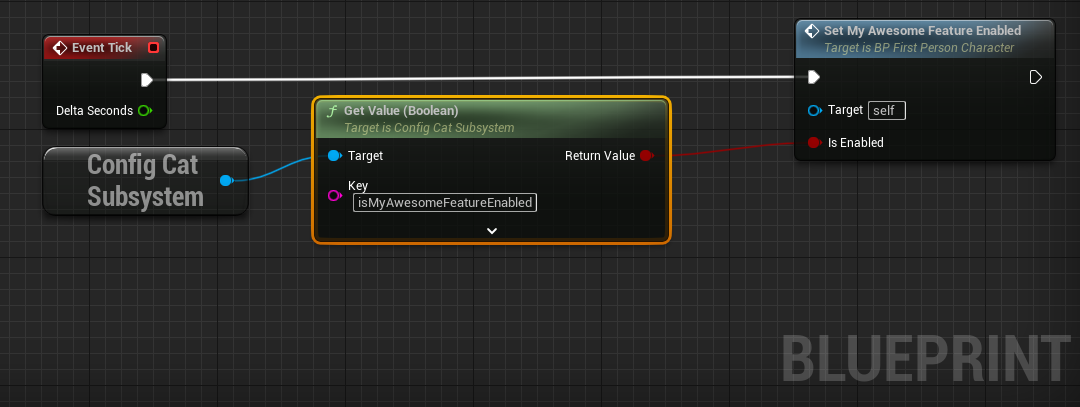 Event Tick
Delta Seconds
Config Cat
Subsystem
f Get Value (Boolean)
Target is Config Cat Subsystem
Target
Return Value
Key
isMyAwesomeFeatureEnabled
Set My Awesome Feature Enabled
Target is BP First Person Character
Target self
Is Enabled
BLUEPRINT